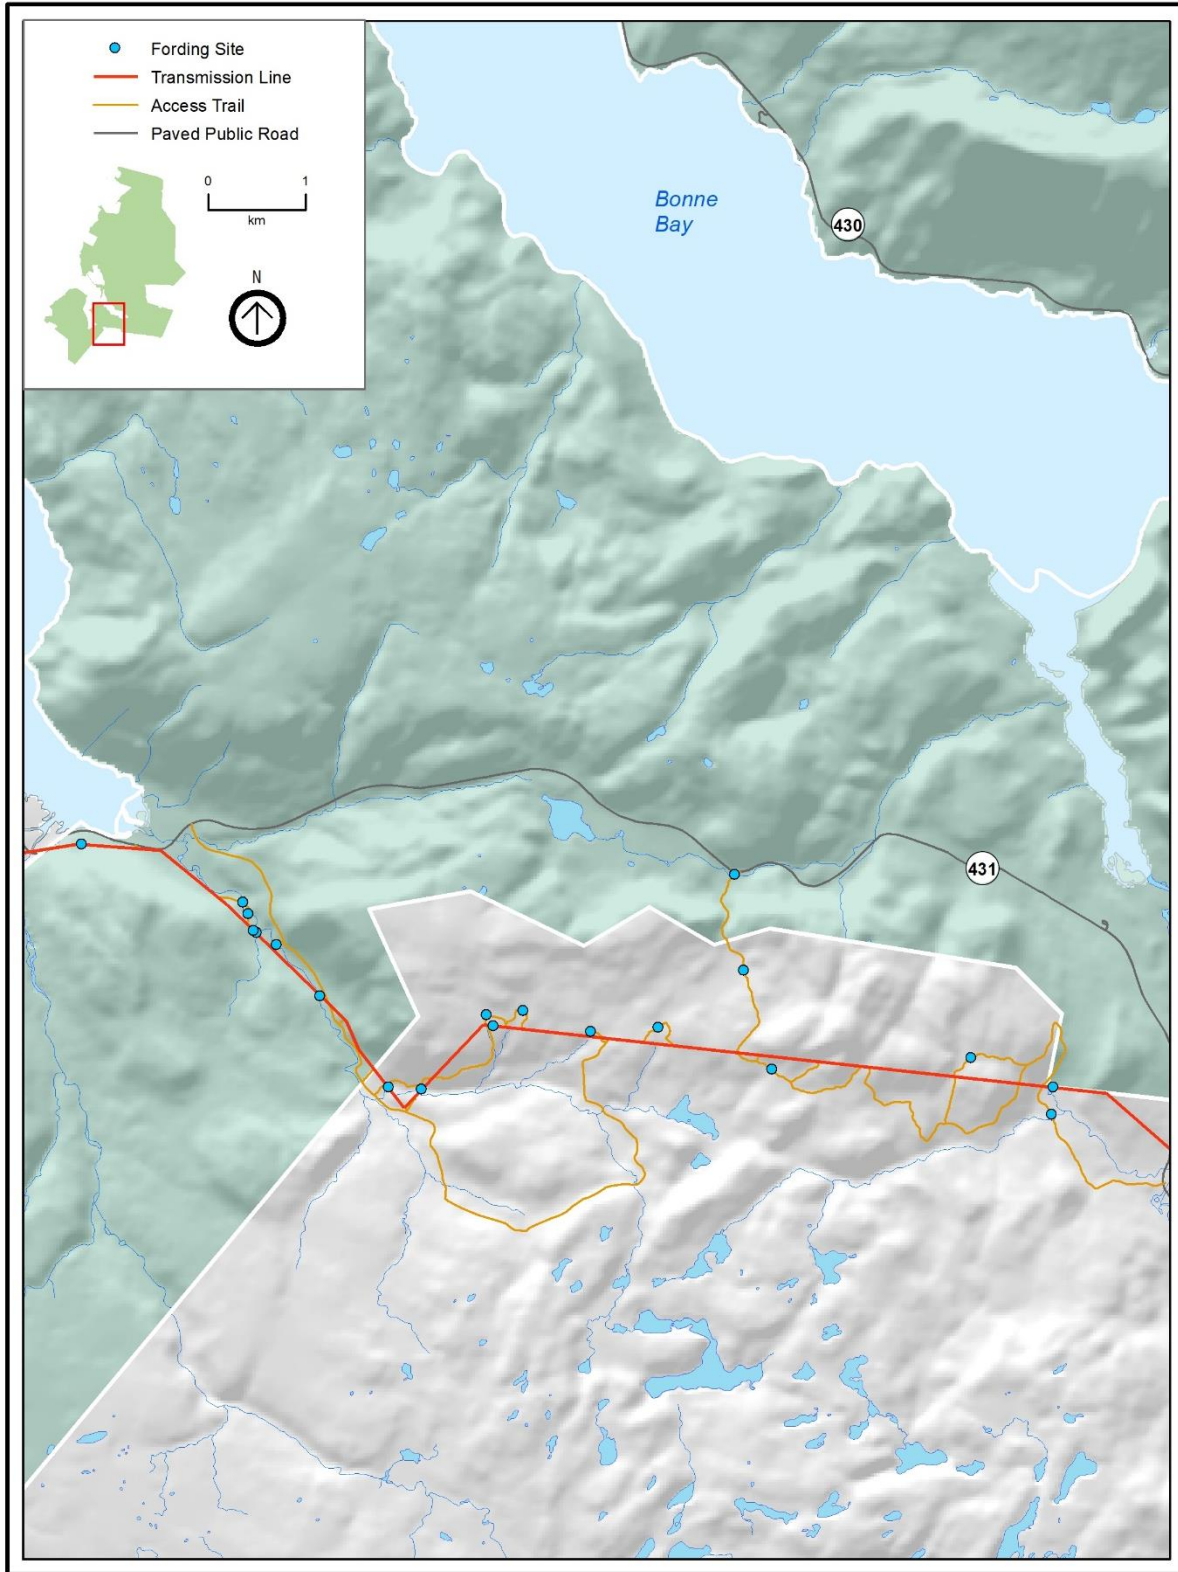 Fording Site
Transmission Line
Access Trail
Paved Public Road
0 1
km
N
Bonne
Bay
430
431